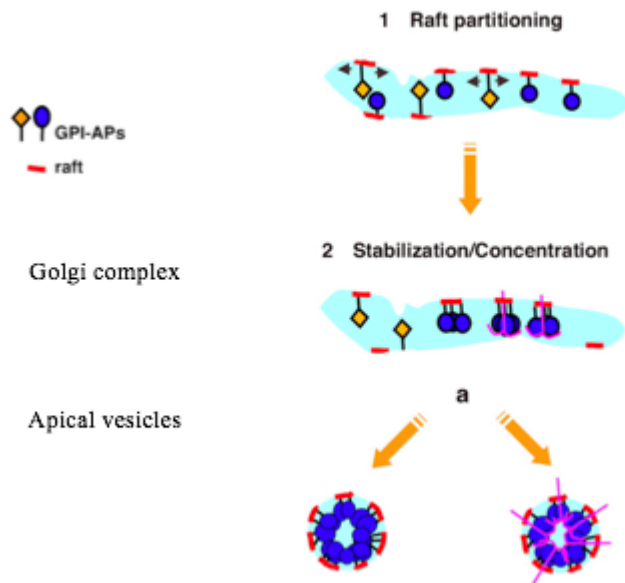 1 Raft partitioning
GPI-APs
raft
2 Stabilization/Concentration
Golgi complex
a
Apical vesicles